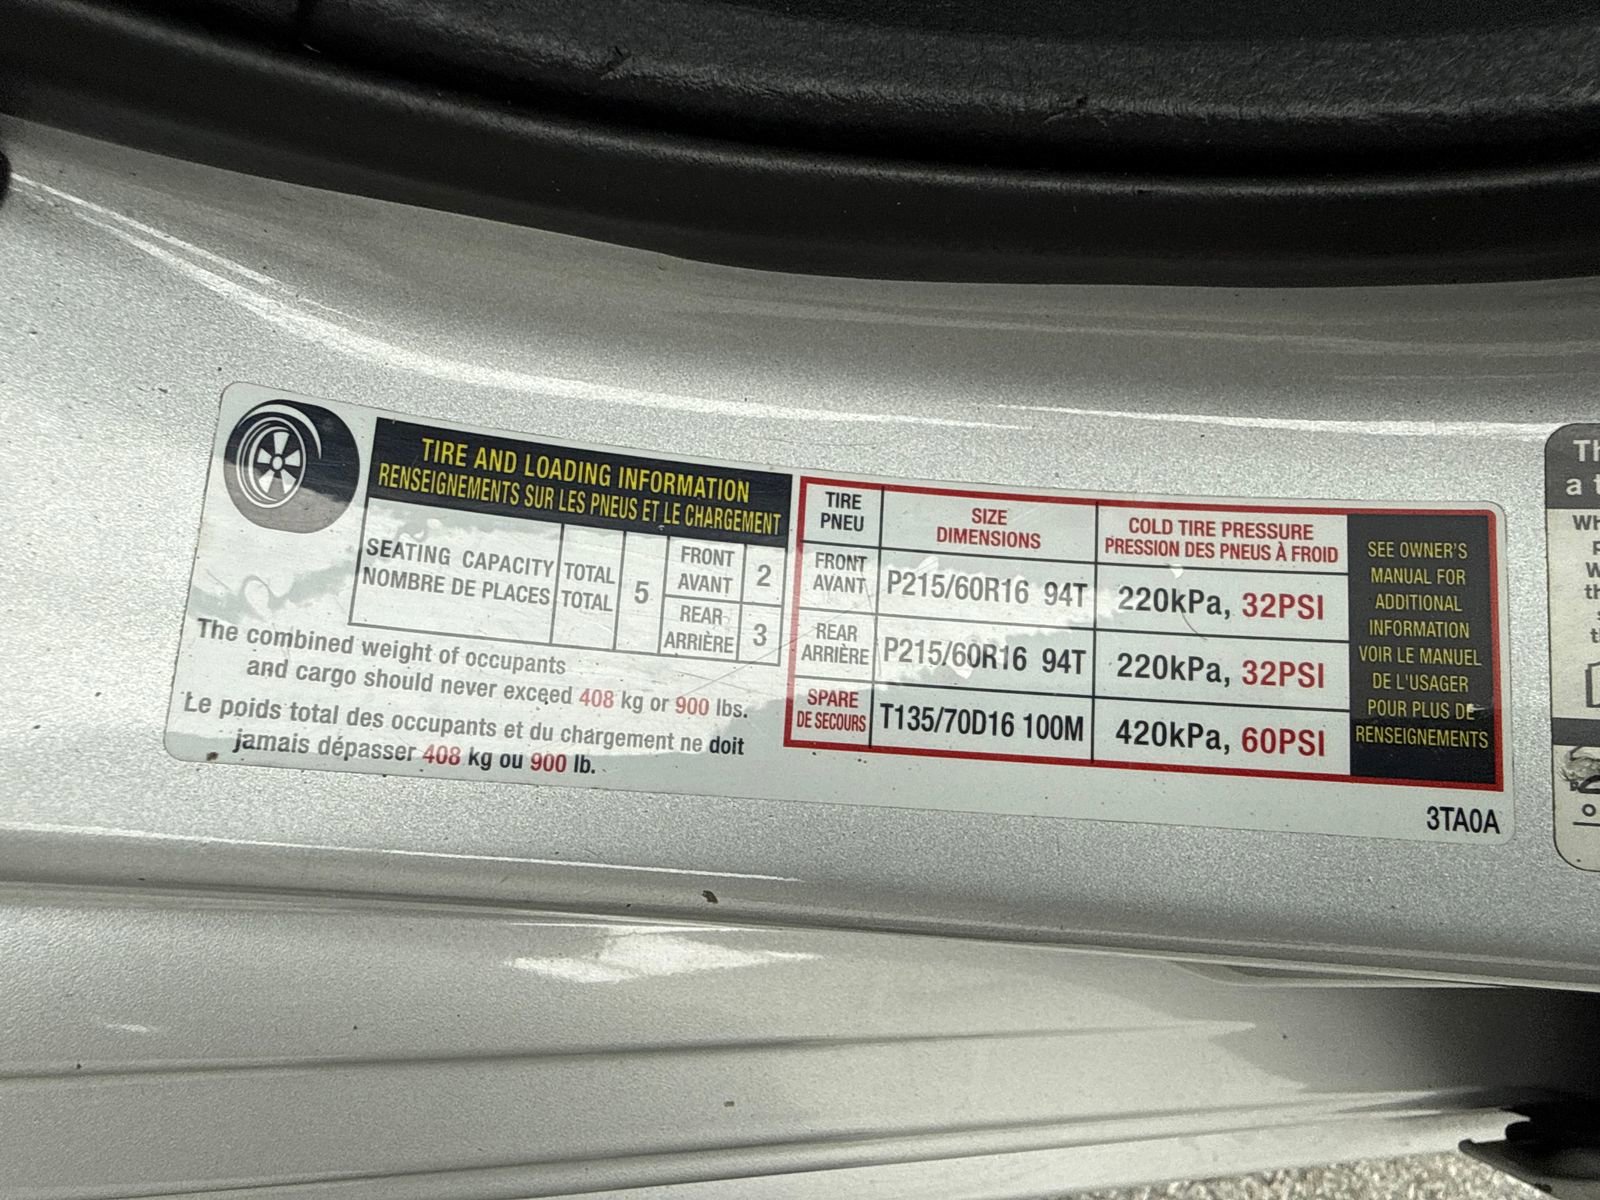 TIRE AND LOADING INFORMATION
RENSEIGNEMENTS SUR LES PNEUS ET LE CHARGEMENT
SEATING CAPACITY
NOMBRE DE PLACES
TOTAL
TOTAL
5
FRONT
AVANT
2
REAR
ARRIÈRE
3
The combined weight of occupants
and cargo should never exceed 408 kg or 900 lbs.
Le poids total des occupants et du chargement ne doit
jamais dépasser 408 kg ou 900 lb.
TIRE
PNEU
SIZE
DIMENSIONS
COLD TIRE PRESSURE
PRESSION DES PNEUS À FROID
FRONT
AVANT
P215/60R16 94T
220kPa, 32PSI
REAR
ARRIÈRE
P215/60R16 94T
220kPa, 32PSI
SPARE
DE SECOURS
T135/70D16 100M
420kPa, 60PSI
SEE OWNER'S
MANUAL FOR
ADDITIONAL
INFORMATION
VOIR LE MANUEL
DE L'USAGER
POUR PLUS DE
RENSEIGNEMENTS
3TA0A
a